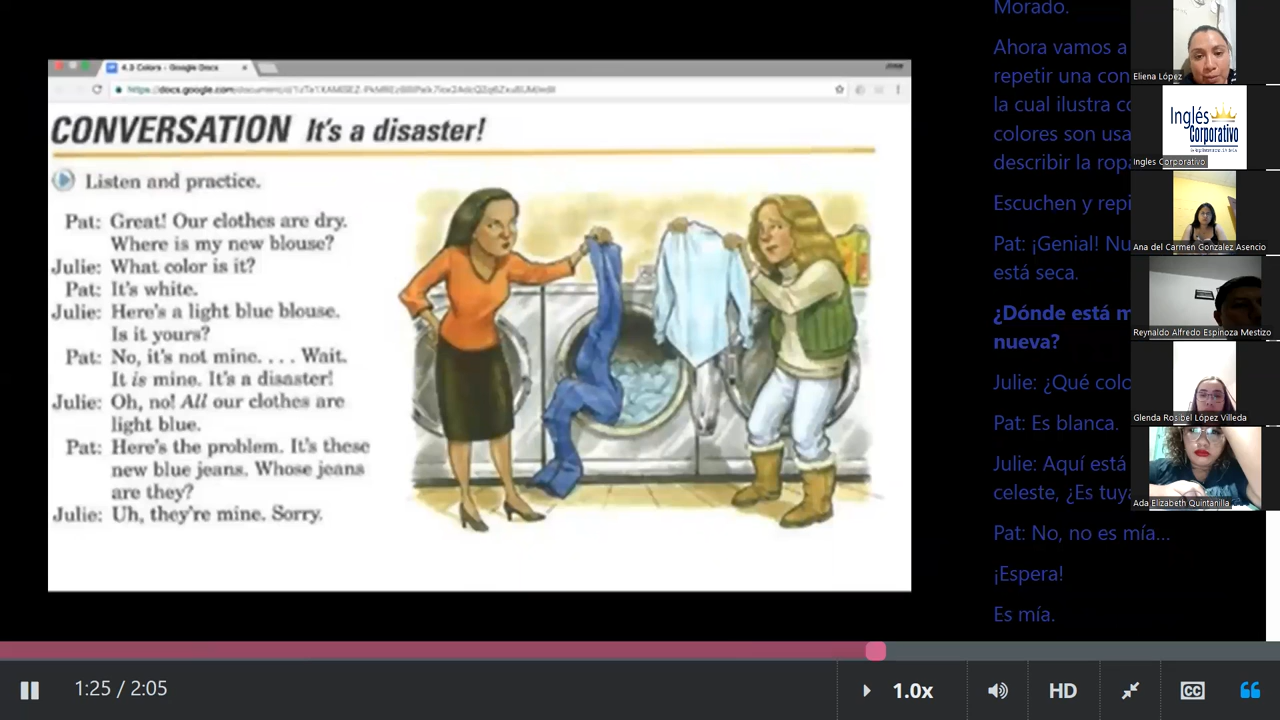 4.3 Colors - Google Docs
CONVERSATION It's a disaster!
Listen and practice.
Pat: Great! Our clothes are dry.
Where is my new blouse?
Julie: What color is it?
Pat: It's white.
Julie: Here's a light blue blouse.
Is it yours?
Pat: No, it's not mine. . . . Wait.
It is mine. It's a disaster!
Julie: Oh, no! All our clothes are
light blue.
Pat: Here's the problem. It's these
new blue jeans. Whose jeans
are they?
Julie: Uh, they're mine. Sorry.
Morado.
Ahora vamos a
repetir una con
la cual ilustra co
colores son usa
describir la ropa
Escuchen y repi
Pat: ¡Genial! Nu
está seca.
¿Dónde está m
nueva?
Julie: ¿Qué colo
Pat: Es blanca.
Julie: Aquí está
celeste, ¿Es tuya
Pat: No, no es mía...
¡Espera!
Es mía.
Eliena López
Inglés
Corporativo
Ingles Corporativo
Ana del Carmen Gonzalez Asencio
Reynaldo Alfredo Espinoza Mestizo
Glenda Rosibel López Villeda
Ada Elizabeth Quintanilla
1:25 / 2:05
1.0x
HD
CC